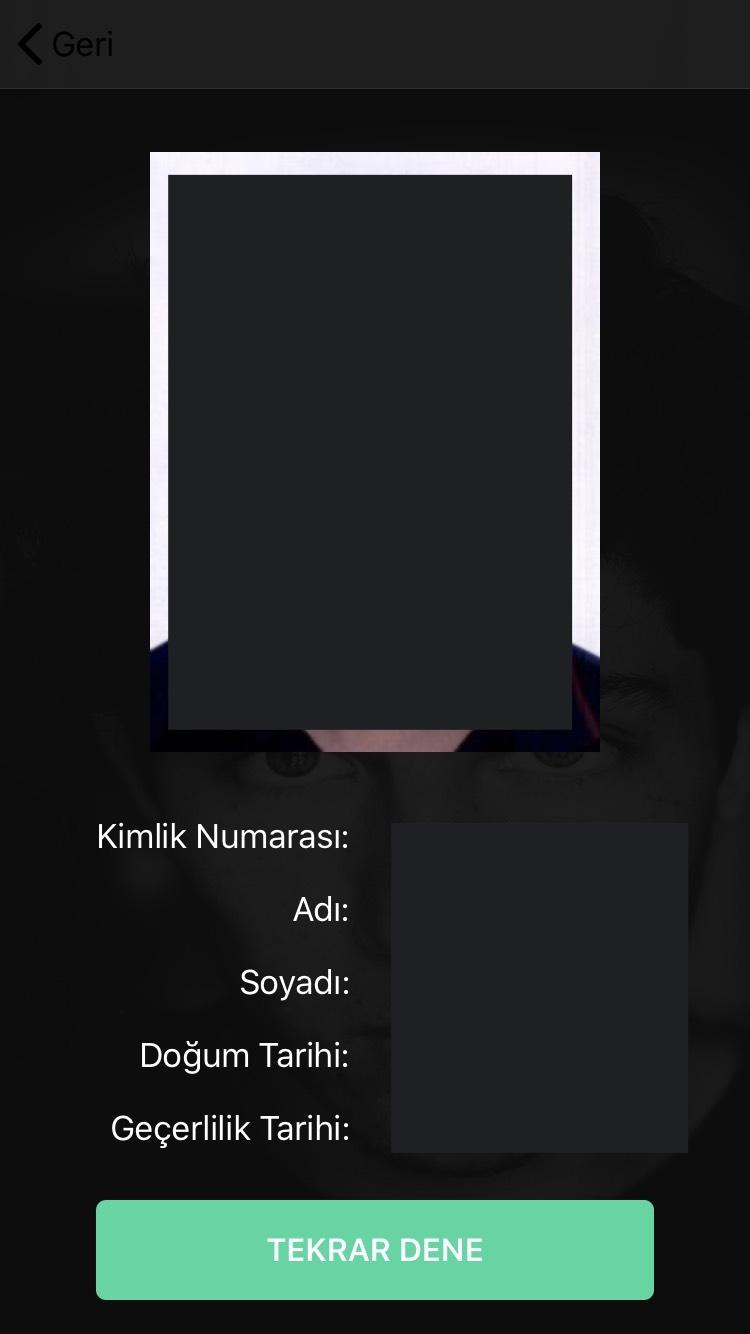 Geri
Kimlik Numarası:
Adı:
Soyadı:
Doğum Tarihi:
Geçerlilik Tarihi:
TEKRAR DENE